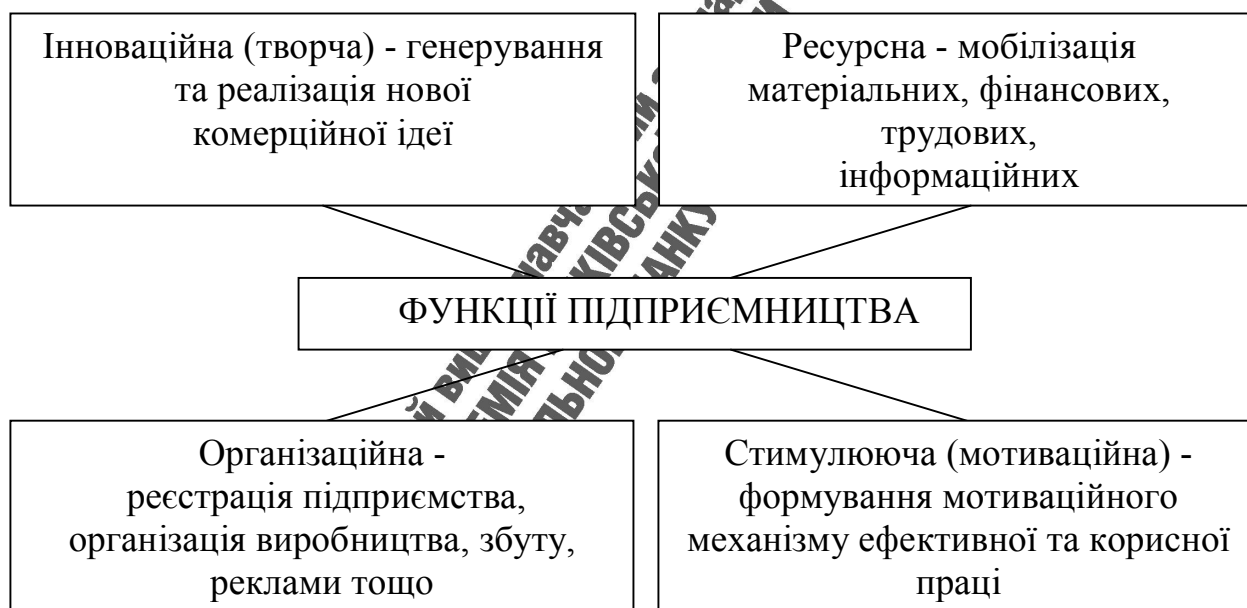 Інноваційна (творча) - генерування
та реалізація нової
комерційної ідеї
Ресурсна - мобілізація
матеріальних, фінансових,
трудових,
інформаційних
ФУНКЦІЇ ПІДПРИЄМНИЦТВА
Організаційна -
реєстрація підприємства,
організація виробництва, збуту,
реклами тощо
Стимулююча (мотиваційна) -
формування мотиваційного
механізму ефективної та корисної
праці